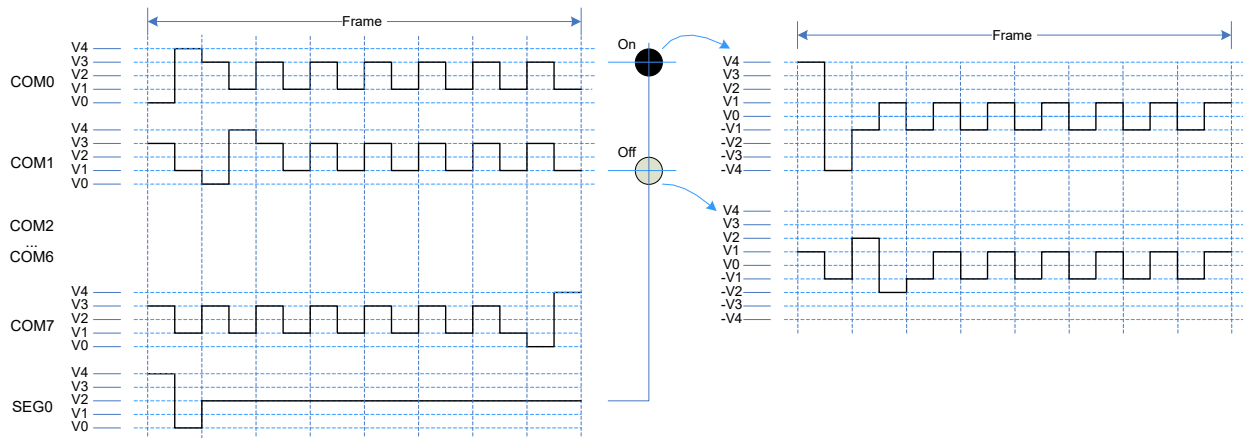 Frame
COM0
V4
V3
V2
V1
V0
COM1
V4
V3
V2
V1
V0
COM2
...
COM6
COM7
V4
V3
V2
V1
V0
SEG0
V4
V3
V2
V1
V0
On
Off
Frame
V4
V3
V2
V1
V0
-V1
-V2
-V3
-V4
V4
V3
V2
V1
V0
-V1
-V2
-V3
-V4